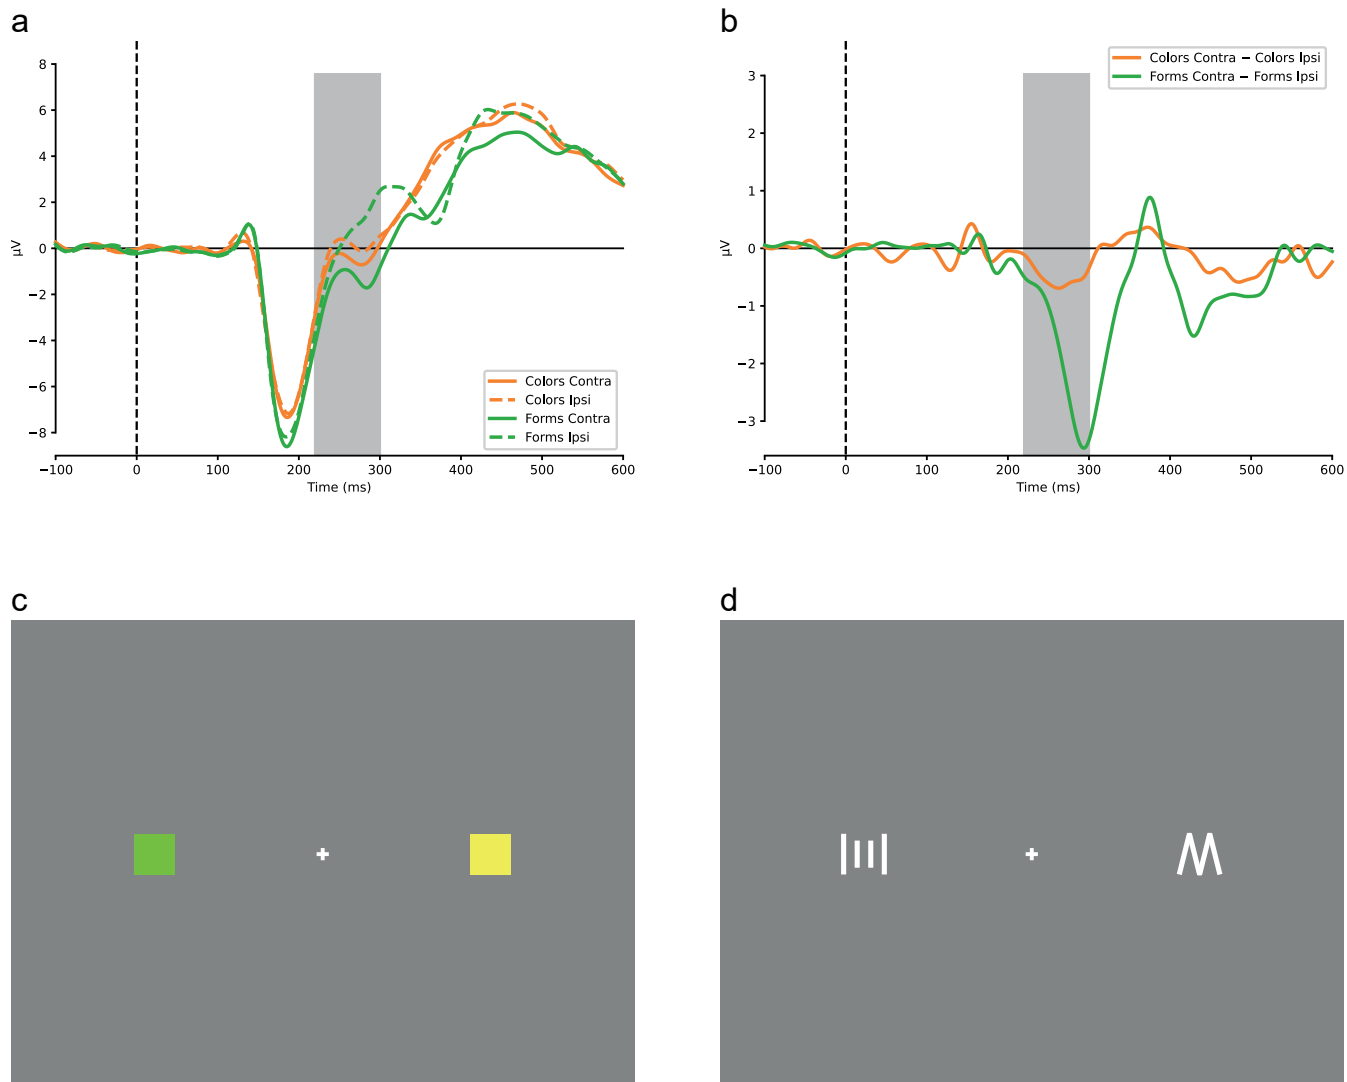 a
8
6
4
2
0
−2
−4
−6
−8
μV
Colors Contra
Colors Ipsi
Forms Contra
Forms Ipsi
−100 0 100 200 300 400 500 600
Time (ms)
b
3
2
1
0
−1
−2
−3
μV
Colors Contra − Colors Ipsi
Forms Contra − Forms Ipsi
−100 0 100 200 300 400 500 600
Time (ms)
c
d